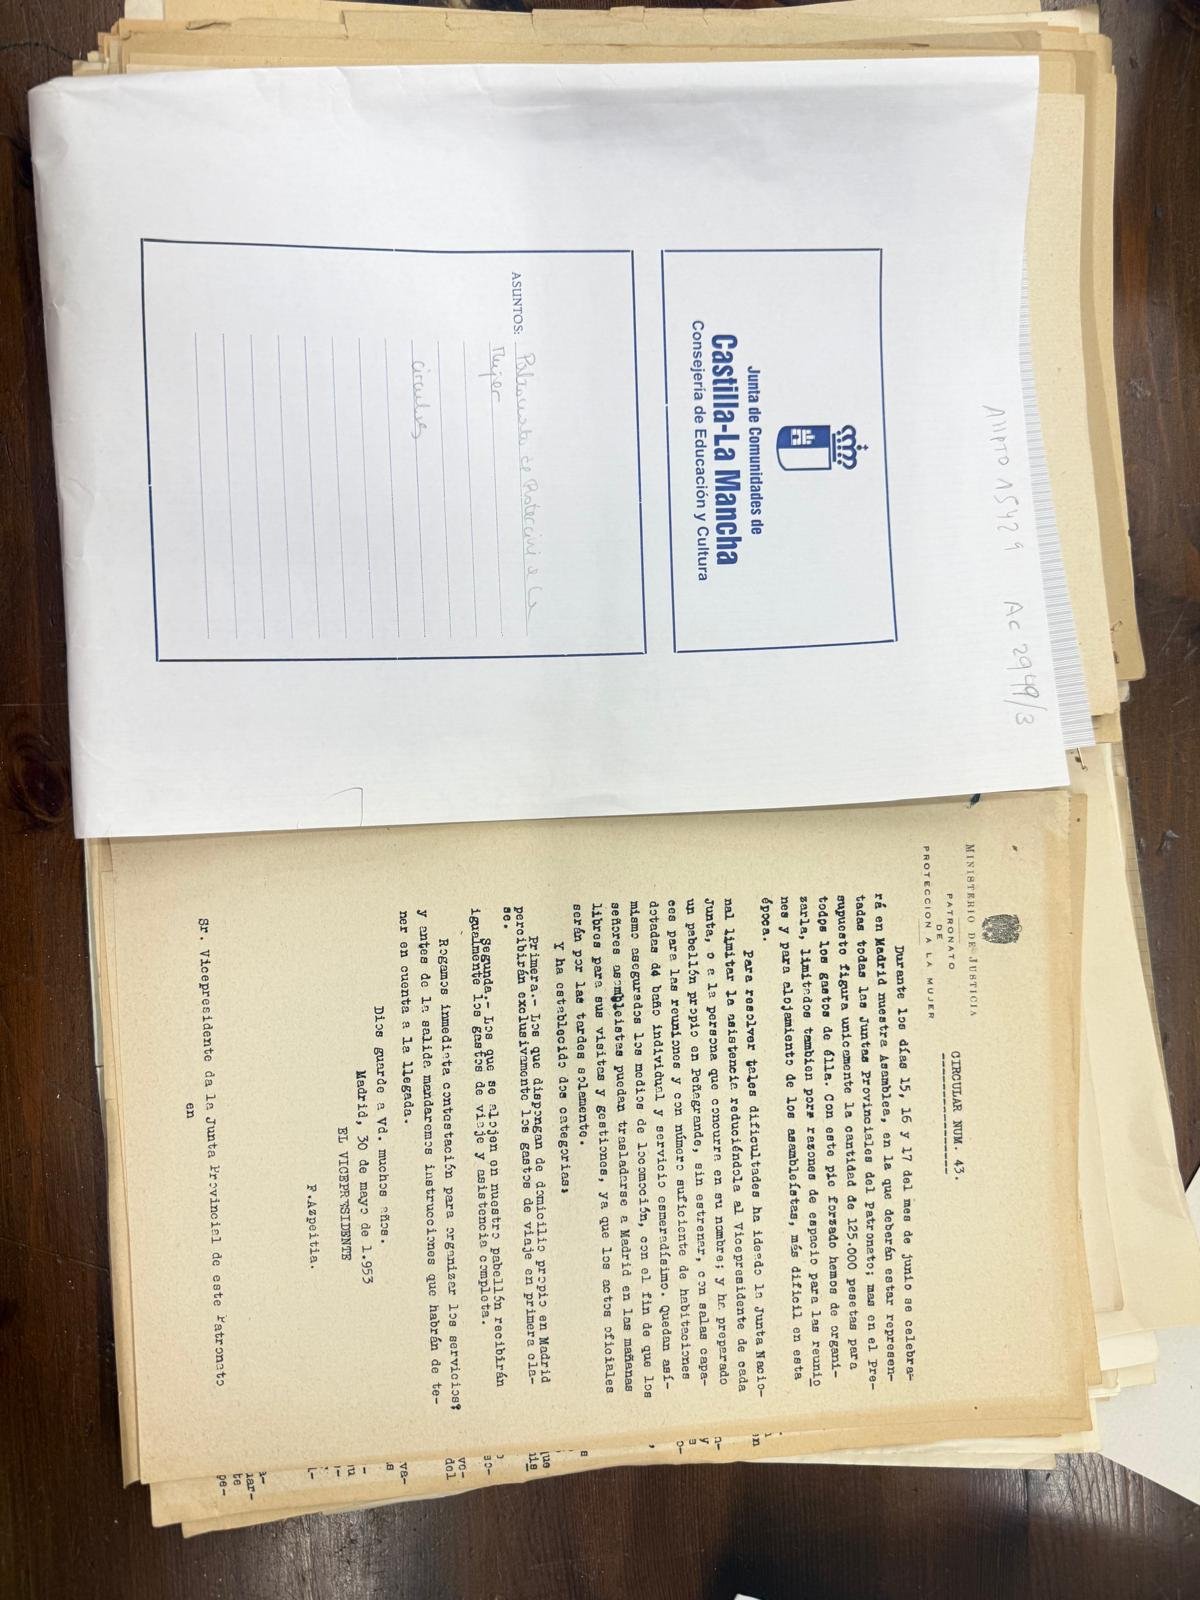 AHPTO 15429 AC 2949/3
Junta de Comunidades de
Castilla-La Mancha
Consejería de Educación y Cultura
ASUNTOS: Patronato de Protección a la
Mujer
Circulares
MINISTERIO DE JUSTICIA
PATRONATO
DE
PROTECCION A LA MUJER
CIRCULAR NUM. 43.
Durante los días 15, 16 y 17 del mes de junio se celebra-
rá en Madrid nuestra Asamblea, en la que deberán estar represen-
tadas todas las Juntas Provinciales del Patronato; mas en el Pre-
supuesto figura unicamente la cantidad de 125.000 pesetas para
todos los gastos de élla. Con este pie forzado hemos de organi-
zarla, limitados tambien pors razones de espacio para las reunio
nes y para alojamiento de los asambleístas, más dificil en esta
época.
Para resolver tales dificultades ha ideado la Junta Nacio-
nal limitar la asistencia reduciéndola al Vicepresidente de cada
Junta, o a la persona que concurra en su nombre; y ha preparado
un pabellón propio en Peñagrande, sin estrenar, con salas capa-
ces para las reuniones y con número suficiente de habitaciones
dotadas de baño individual y servicio esmeradísimo. Quedan así-
mismo asegurados los medios de locomoción, con el fin de que los
señores asambleistas puedan trasladarse a Madrid en las mañanas
libres para sus visitas y gestiones, ya que los actos oficiales
serán por las tardes solamente.
Y ha establecido dos categorias:
Primera.- Los que dispongan de domicilio propio en Madrid
percibirán exclusivamente los gastos de viaje en primera cla-
se.
Segunda.- Los que se alojen en nuestro pabellón recibirán
igualmente los gastos de viaje y asistencia completa.
Rogamos inmediata contestación para organizar los servicios;
y antes de la salida mandaremos instrucciones que habrán de te-
ner en cuenta a la llegada.
Dios guarde a Vd. muchos años.
Madrid, 30 de mayo de 1.953
EL VICEPRESIDENTE
F.Azpeitia.
Sr. Vicepresidente da la Junta Provincial de este Patronato
en